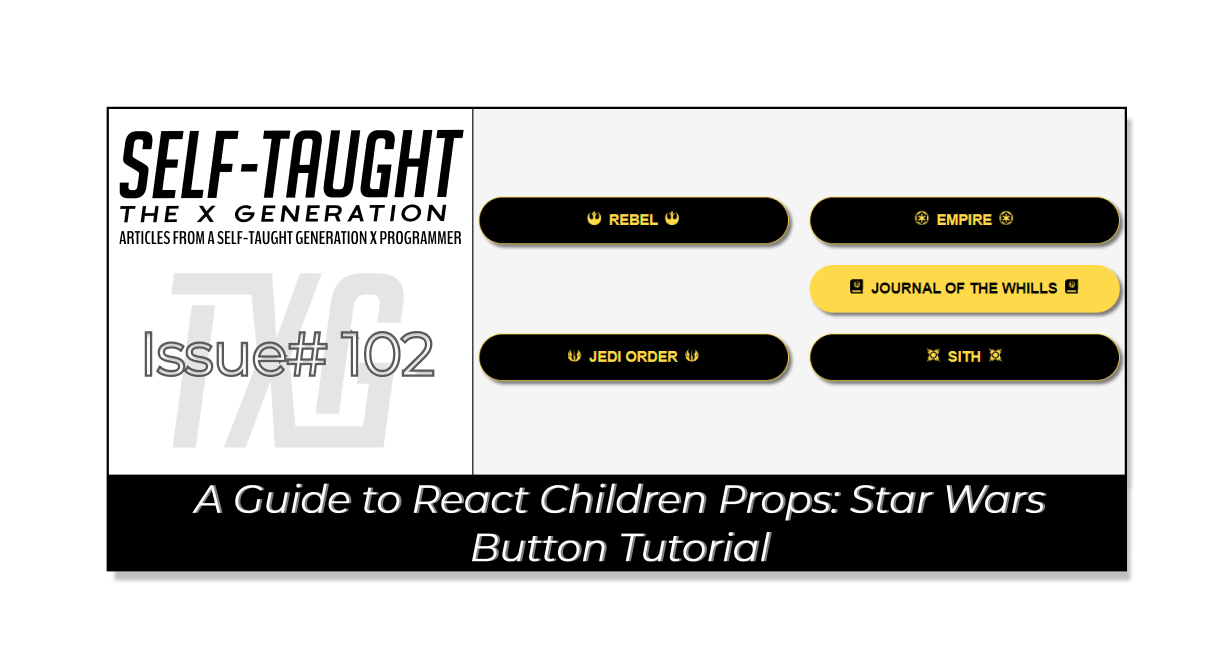 SELF-TAUGHT
THE X GENERATION
ARTICLES FROM A SELF-TAUGHT GENERATION X PROGRAMMER
TXG
Issue# 102
REBEL
EMPIRE
JOURNAL OF THE WHILLS
JEDI ORDER
SITH
A Guide to React Children Props: Star Wars
Button Tutorial